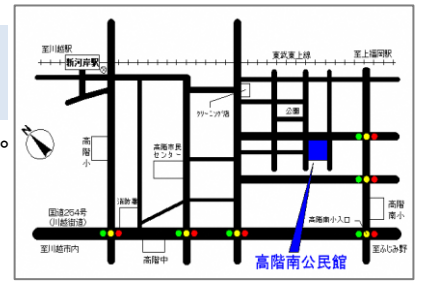 至川越駅
新河岸駅
東武東上線
至上福岡駅
クリーニング店
公園
N
高階小
高階市民
センター
消防署
高階南小
国道254号
(川越街道)
高階南小入口
至川越市内
高階中
至ふじみ野
高階南公民館